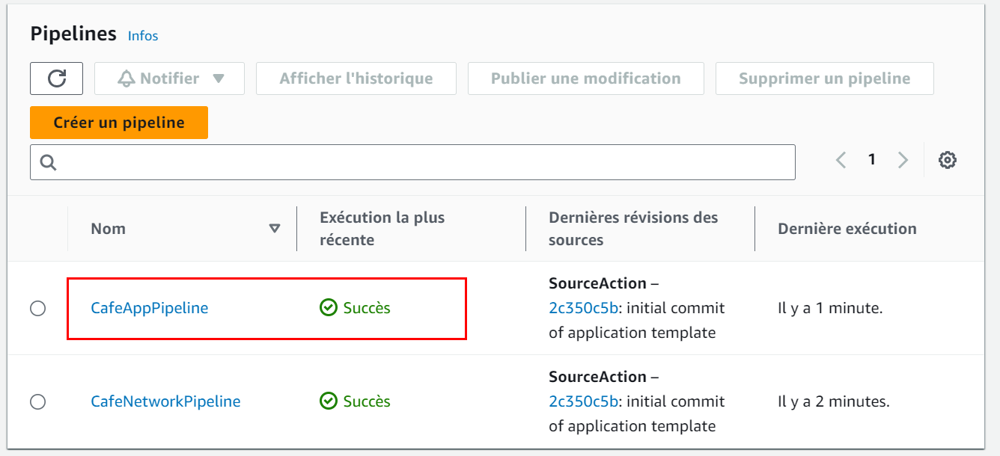 Pipelines Infos
Notifier
Afficher l'historique
Publier une modification
Supprimer un pipeline
Créer un pipeline
1
Nom
Exécution la plus
récente
Dernières révisions des
sources
Dernière exécution
CafeAppPipeline
Succès
SourceAction –
2c350c5b: initial commit
of application template
Il y a 1 minute.
CafeNetworkPipeline
Succès
SourceAction –
2c350c5b: initial commit
of application template
Il y a 2 minutes.